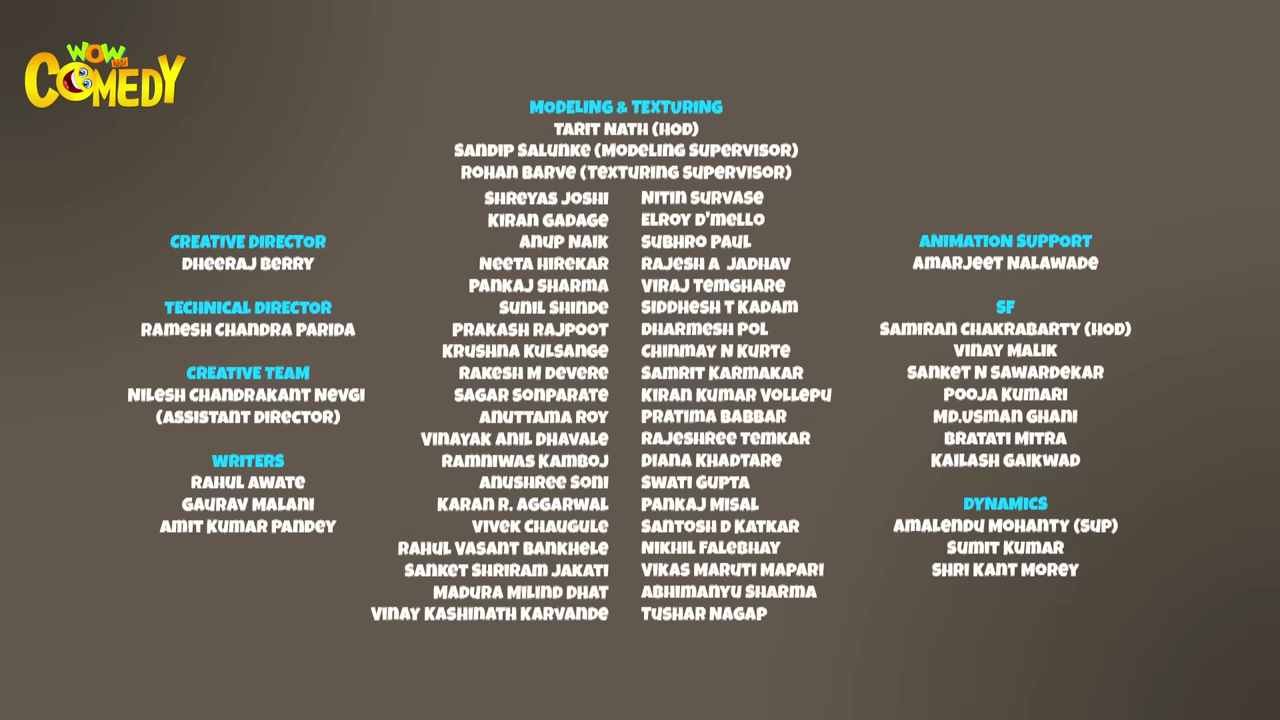 WOW
WAS
COMEDY
CREATIVE DIRECTOR
DHEERAJ BERRY
TECHNICAL DIRECTOR
RAMESH CHANDRA PARIDA
CREATIVE TEAM
NILESH CHANDRAKANT NEVGI
(ASSISTANT DIRECTOR)
WRITERS
RAHUL AWATE
GAURAV MALANI
AMIT KUMAR PANDEY
MODELING & TEXTURING
TARIT NATH (HOD)
SANDIP SALUNKE (MODELING SUPERVISOR)
ROHAN BARVE (TEXTURING SUPERVISOR)
SHREYAS JOSHI NITIN SURVASE
KIRAN GADAGE ELROY D'MELLO
ANUP NAIK SUBHRO PAUL
NEETA HIREKAR RAJESH A JADHAV
PANKAJ SHARMA VIRAJ TEMGHARE
SUNIL SHINDE SIDDHESH T KADAM
PRAKASH RAJPOOT DHARMESH POL
KRUSHNA KULSANGE CHINMAY N KURTE
RAKESH M DEVERE SAMRIT KARMAKAR
SAGAR SONPARATE KIRAN KUMAR VOLLEPU
ANUTTAMA ROY PRATIMA BABBAR
VINAYAK ANIL DHAVALE RAJESHREE TEMKAR
RAMNIWAS KAMBOJ DIANA KHADTARE
ANUSHREE SONI SWATI GUPTA
KARAN R. AGGARWAL PANKAJ MISAL
VIVEK CHAUGULE SANTOSH D KATKAR
RAHUL VASANT BANKHELE NIKHIL FALEBHAY
SANKET SHRIRAM JAKATI VIKAS MARUTI MAPARI
MADURA MILIND DHAT ABHIMANYU SHARMA
VINAY KASHINATH KARVANDE TUSHAR NAGAP
ANIMATION SUPPORT
AMARJEET NALAWADE
SF
SAMIRAN CHAKRABARTY (HOD)
VINAY MALIK
SANKET N SAWARDEKAR
POOJA KUMARI
MD.USMAN GHANI
BRATATI MITRA
KAILASH GAIKWAD
DYNAMICS
AMALENDU MOHANTY (SUP)
SUMIT KUMAR
SHRI KANT MOREY